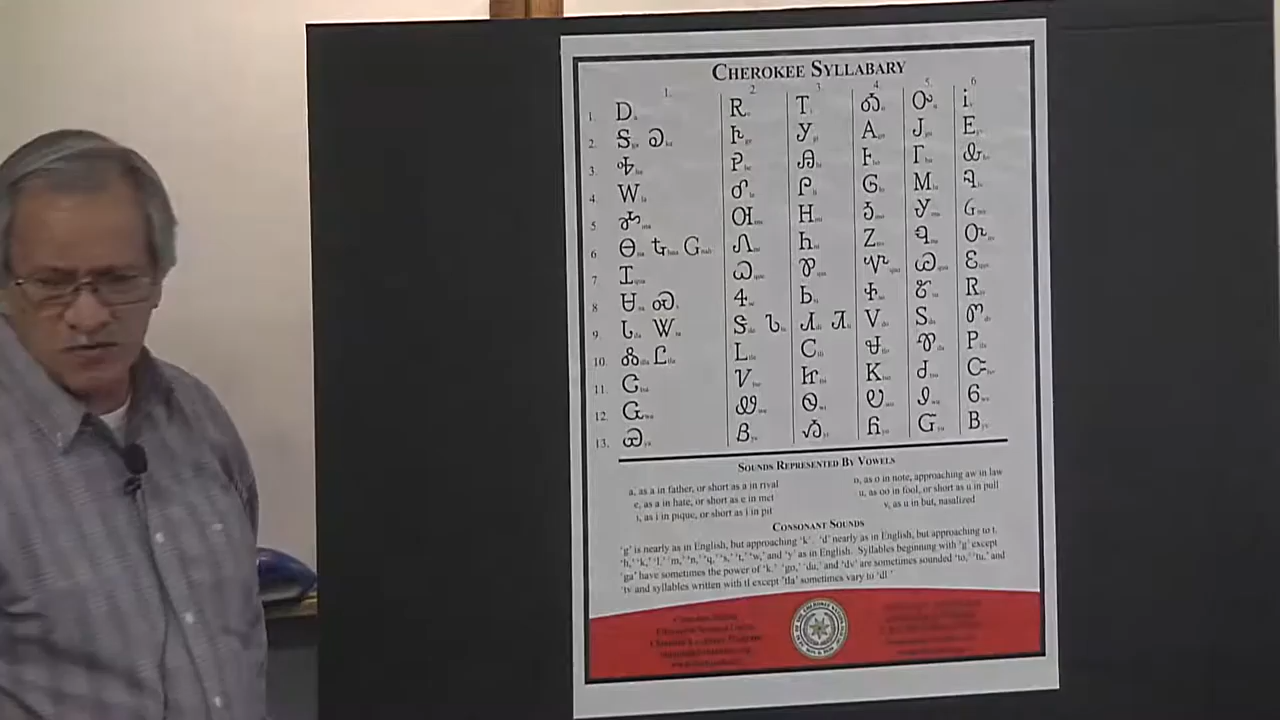 CHEROKEE SYLLABARY
1. 2 3 4. 5. 6
1. Ꭰ Ꭱ Ꭲ Ꭳ Ꭴ Ꭵ
2. Ꭶ Ꭷ Ꭸ Ꭹ Ꭺ Ꭻ Ꭼ
3. Ꭽ Ꭾ Ꭿ Ꮀ Ꮁ Ꮂ
4. Ꮃ Ꮄ Ꮅ Ꮆ Ꮇ Ꮈ
5 Ꮉ Ꮊ Ꮋ Ꮌ Ꮍ
6 Ꮎ Ꮏ Ꮐ Ꮑ Ꮒ Ꮓ Ꮔ Ꮕ
7 Ꮖ Ꮗ Ꮘ Ꮙ Ꮚ Ꮛ
8 Ꮜ Ꮝ Ꮞ Ꮟ Ꮠ Ꮡ Ꮢ
9. Ꮣ Ꮤ Ꮥ Ꮦ Ꮧ Ꮨ Ꮩ Ꮪ Ꮫ
10. Ꮬ Ꮭ Ꮮ Ꮯ Ꮰ Ꮱ Ꮲ
11. Ꮳ Ꮴ Ꮵ Ꮶ Ꮷ Ꮸ
12. Ꮹ Ꮺ Ꮻ Ꮼ Ꮽ Ꮾ
13. Ꮿ Ᏸ Ᏹ Ᏺ Ᏻ Ᏼ
SOUNDS REPRESENTED BY VOWELS
a, as a in father, or short as a in rival
e, as a in hate, or short as e in met
i, as i in pique, or short as i in pit
o, as o in note, approaching aw in law
u, as oo in fool, or short as u in pull
v, as u in but, nasalized
CONSONANT SOUNDS
'g' is nearly as in English, but approaching 'k'. 'd' nearly as in English, but approaching to t.
'h,' 'k,' 'l,' 'm,' 'n,' 'q,' 's,' 't,' 'w,' and 'y' as in English. Syllables beginning with 'g' except
'ga' have sometimes the power of 'k,' 'go,' 'du,' and 'dv' are sometimes sounded 'to,' 'tu,' and
'tv and syllables written with tl except 'tla' sometimes vary to 'dl'